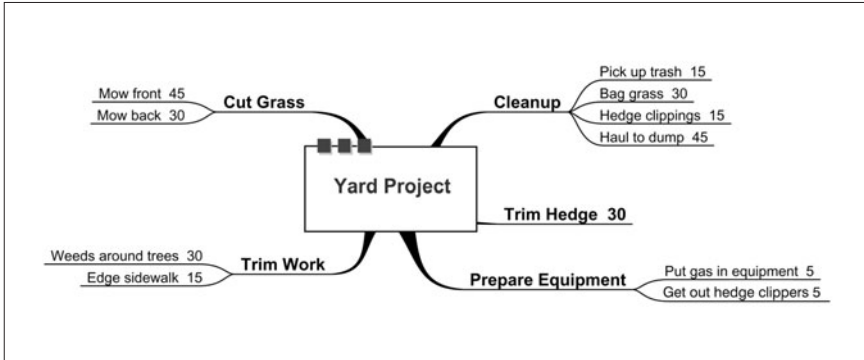 Yard Project
Cut Grass
Mow front 45
Mow back 30
Cleanup
Pick up trash 15
Bag grass 30
Hedge clippings 15
Haul to dump 45
Trim Hedge 30
Trim Work
Weeds around trees 30
Edge sidewalk 15
Prepare Equipment
Put gas in equipment 5
Get out hedge clippers 5